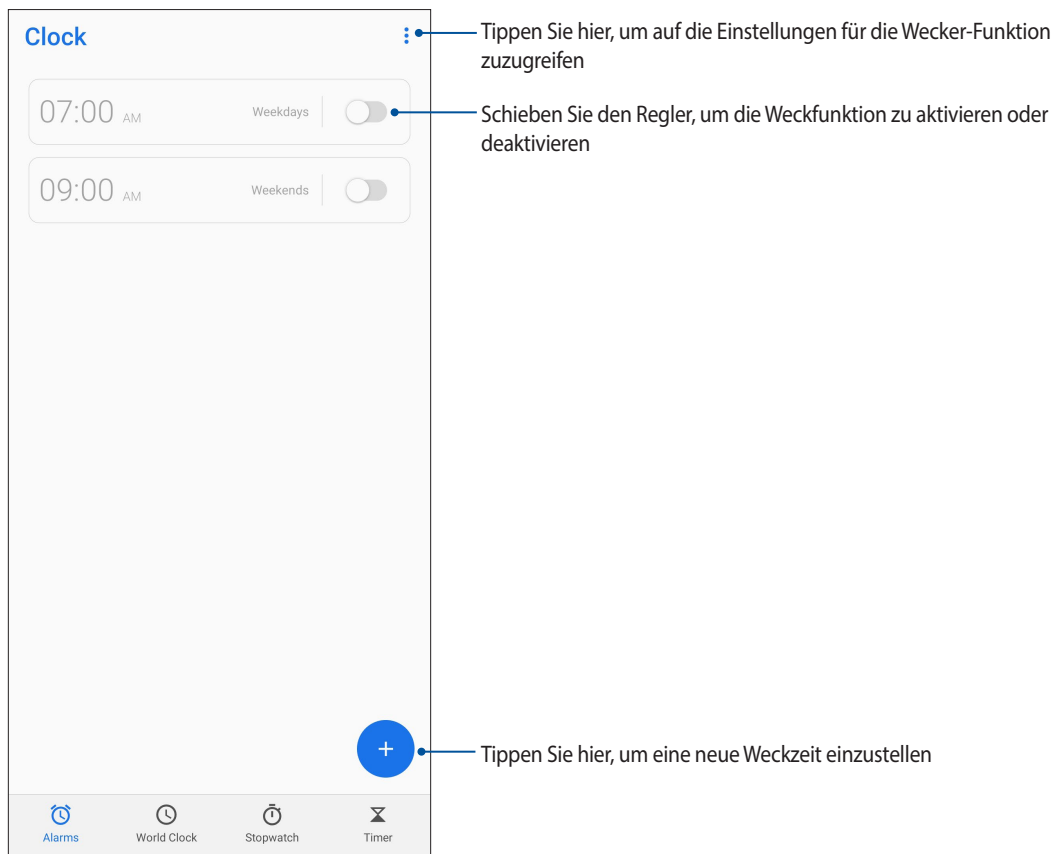 Clock
Tippen Sie hier, um auf die Einstellungen für die Wecker-Funktion
zuzugreifen
07:00 AM Weekdays
Schieben Sie den Regler, um die Weckfunktion zu aktivieren oder
deaktivieren
09:00 AM Weekends
+
Tippen Sie hier, um eine neue Weckzeit einzustellen
Alarms World Clock Stopwatch Timer